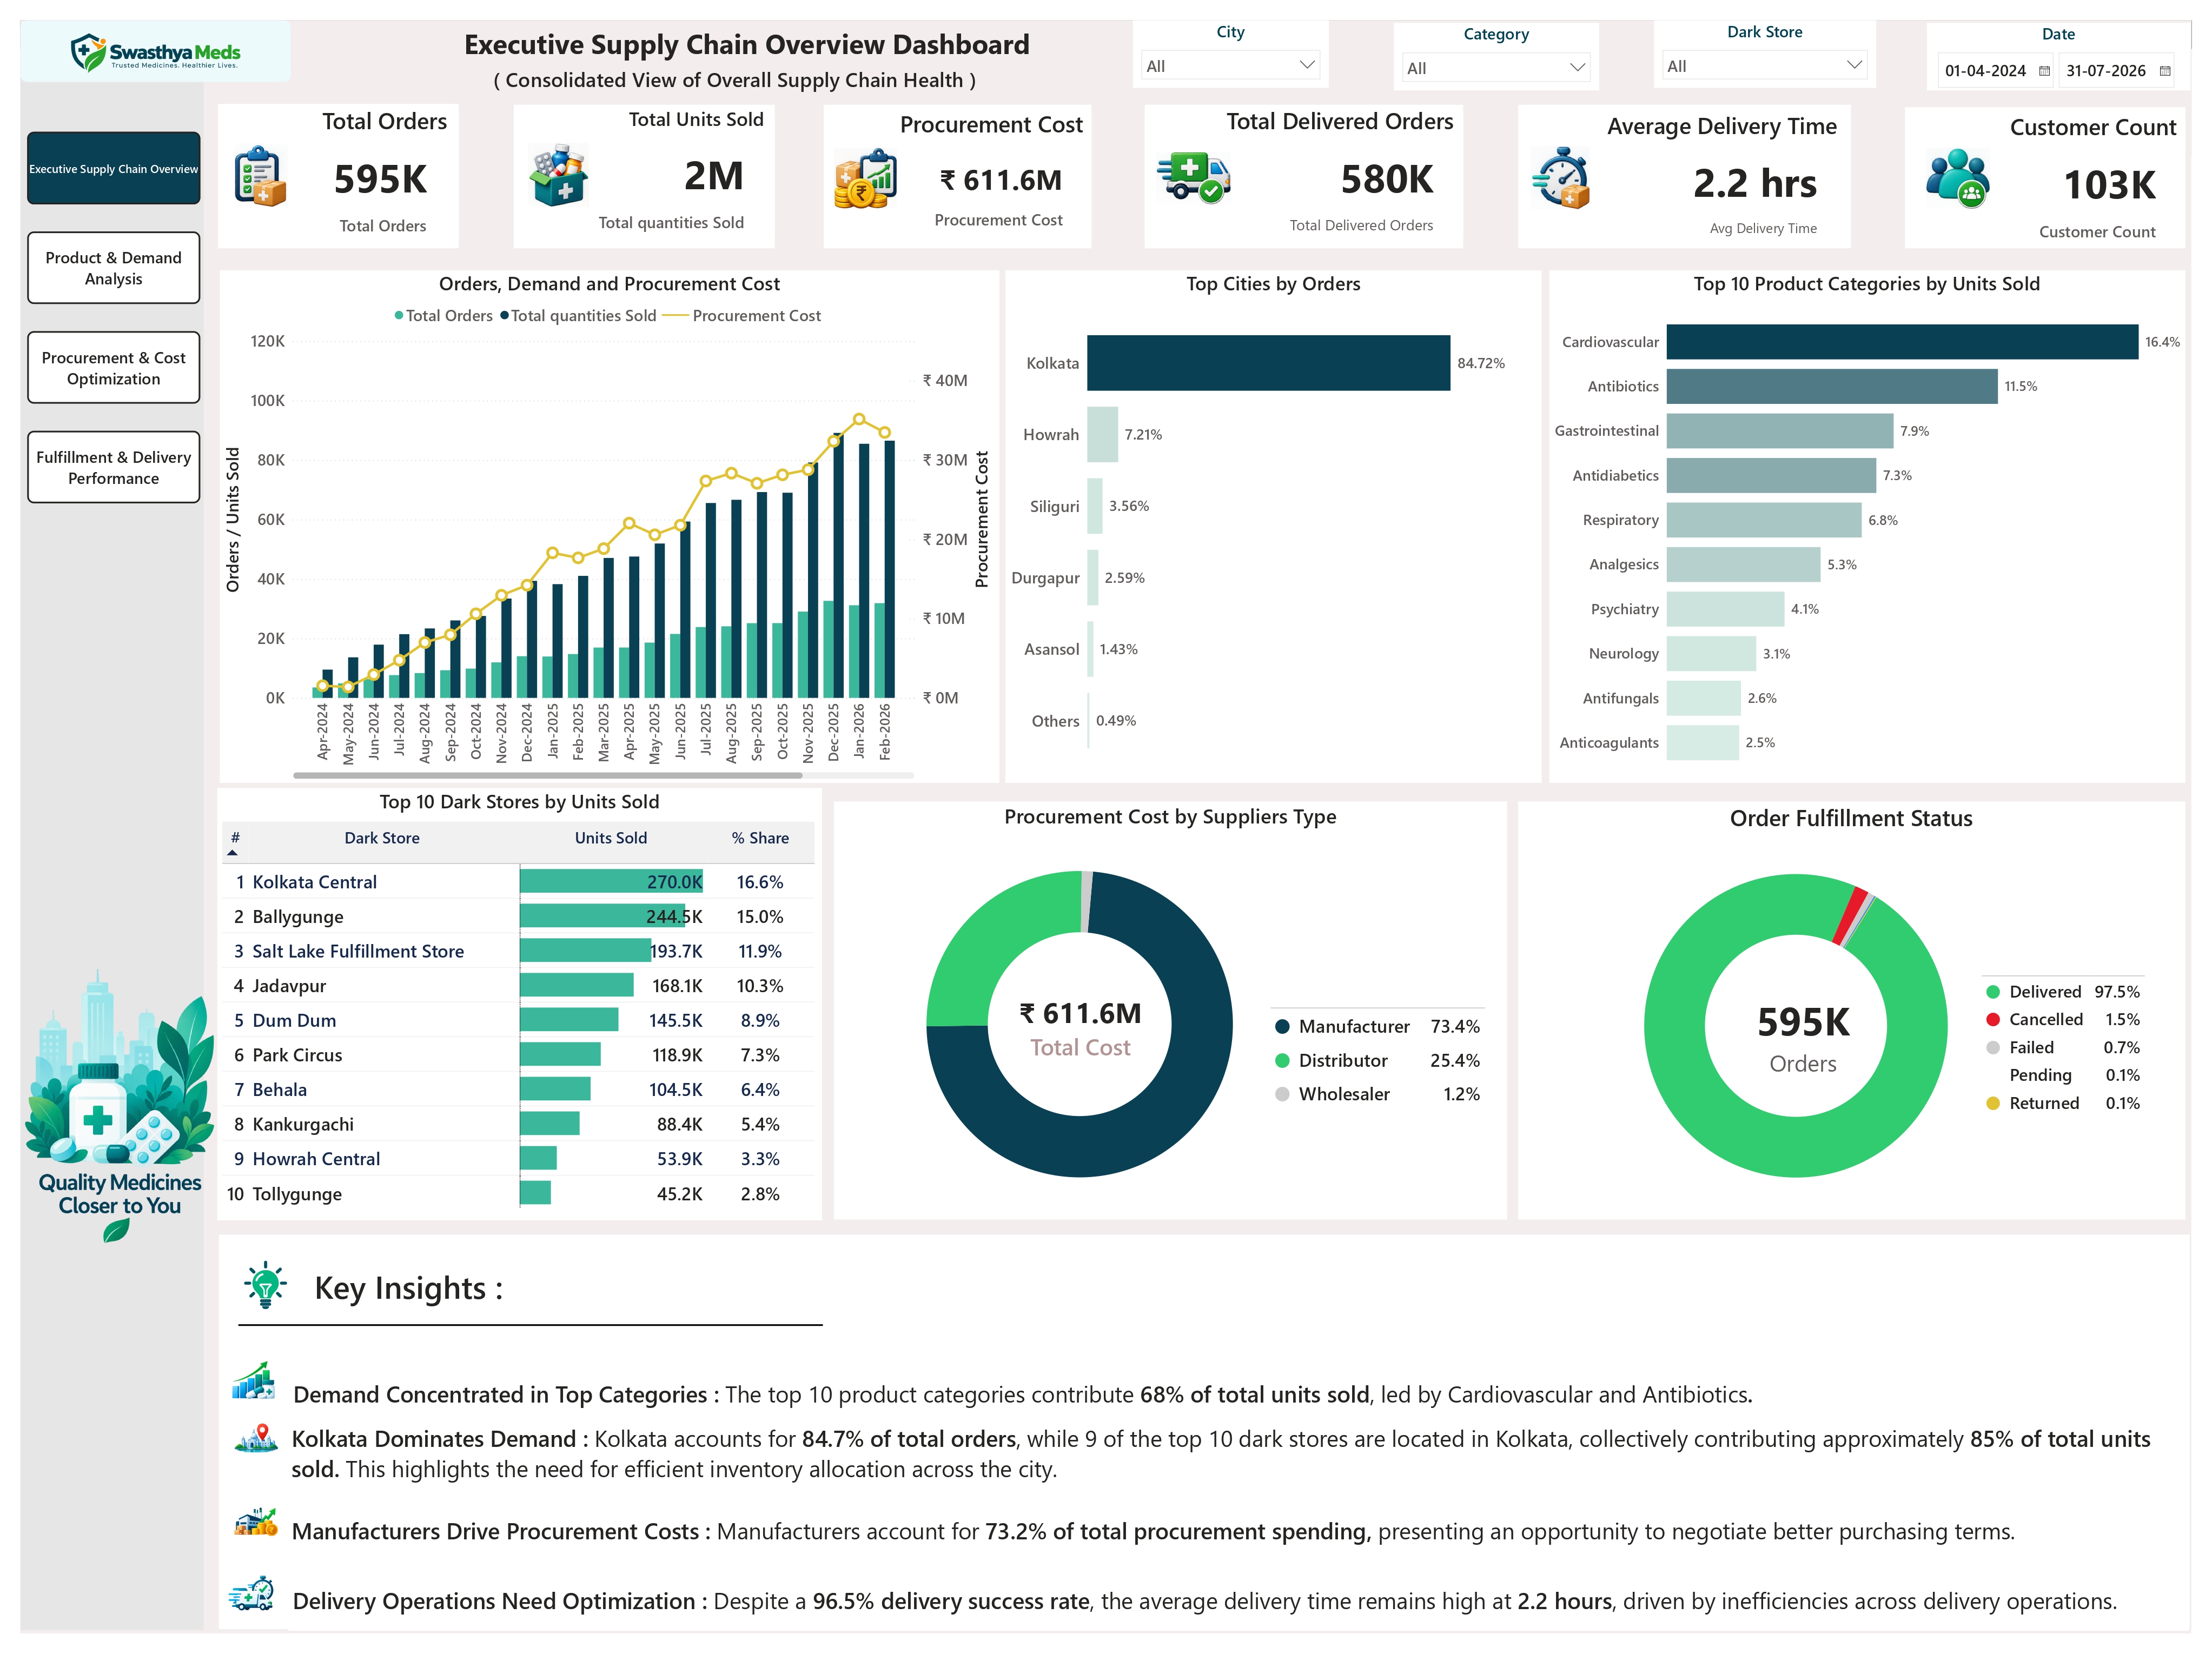 SwasthyaMeds
Trusted Medicines. Healthier Lives.
Executive Supply Chain Overview Dashboard
( Consolidated View of Overall Supply Chain Health )
City
All
Category
All
Dark Store
All
Date
01-04-2024
31-07-2026
Executive Supply Chain Overview
Product & Demand
Analysis
Procurement & Cost
Optimization
Fulfillment & Delivery
Performance
Quality Medicines
Closer to You
Total Orders
595K
Total Orders
Total Units Sold
2M
Total quantities Sold
Procurement Cost
₹ 611.6M
Procurement Cost
Total Delivered Orders
580K
Total Delivered Orders
Average Delivery Time
2.2 hrs
Avg Delivery Time
Customer Count
103K
Customer Count
Orders, Demand and Procurement Cost
Total Orders Total quantities Sold Procurement Cost
Orders / Units Sold
120K
100K
80K
60K
40K
20K
0K
₹ 40M
₹ 30M
₹ 20M
₹ 10M
₹ 0M
Procurement Cost
Apr-2024
May-2024
Jun-2024
Jul-2024
Aug-2024
Sep-2024
Oct-2024
Nov-2024
Dec-2024
Jan-2025
Feb-2025
Mar-2025
Apr-2025
May-2025
Jun-2025
Jul-2025
Aug-2025
Sep-2025
Oct-2025
Nov-2025
Dec-2025
Jan-2026
Feb-2026
Top Cities by Orders
Kolkata 84.72%
Howrah 7.21%
Siliguri 3.56%
Durgapur 2.59%
Asansol 1.43%
Others 0.49%
Top 10 Product Categories by Units Sold
Cardiovascular 16.4%
Antibiotics 11.5%
Gastrointestinal 7.9%
Antidiabetics 7.3%
Respiratory 6.8%
Analgesics 5.3%
Psychiatry 4.1%
Neurology 3.1%
Antifungals 2.6%
Anticoagulants 2.5%
Top 10 Dark Stores by Units Sold
# Dark Store Units Sold % Share
1 Kolkata Central 270.0K 16.6%
2 Ballygunge 244.5K 15.0%
3 Salt Lake Fulfillment Store 193.7K 11.9%
4 Jadavpur 168.1K 10.3%
5 Dum Dum 145.5K 8.9%
6 Park Circus 118.9K 7.3%
7 Behala 104.5K 6.4%
8 Kankurgachi 88.4K 5.4%
9 Howrah Central 53.9K 3.3%
10 Tollygunge 45.2K 2.8%
Procurement Cost by Suppliers Type
₹ 611.6M
Total Cost
Manufacturer 73.4%
Distributor 25.4%
Wholesaler 1.2%
Order Fulfillment Status
595K
Orders
Delivered 97.5%
Cancelled 1.5%
Failed 0.7%
Pending 0.1%
Returned 0.1%
Key Insights :
Demand Concentrated in Top Categories : The top 10 product categories contribute 68% of total units sold, led by Cardiovascular and Antibiotics.
Kolkata Dominates Demand : Kolkata accounts for 84.7% of total orders, while 9 of the top 10 dark stores are located in Kolkata, collectively contributing approximately 85% of total units
sold. This highlights the need for efficient inventory allocation across the city.
Manufacturers Drive Procurement Costs : Manufacturers account for 73.2% of total procurement spending, presenting an opportunity to negotiate better purchasing terms.
Delivery Operations Need Optimization : Despite a 96.5% delivery success rate, the average delivery time remains high at 2.2 hours, driven by inefficiencies across delivery operations.